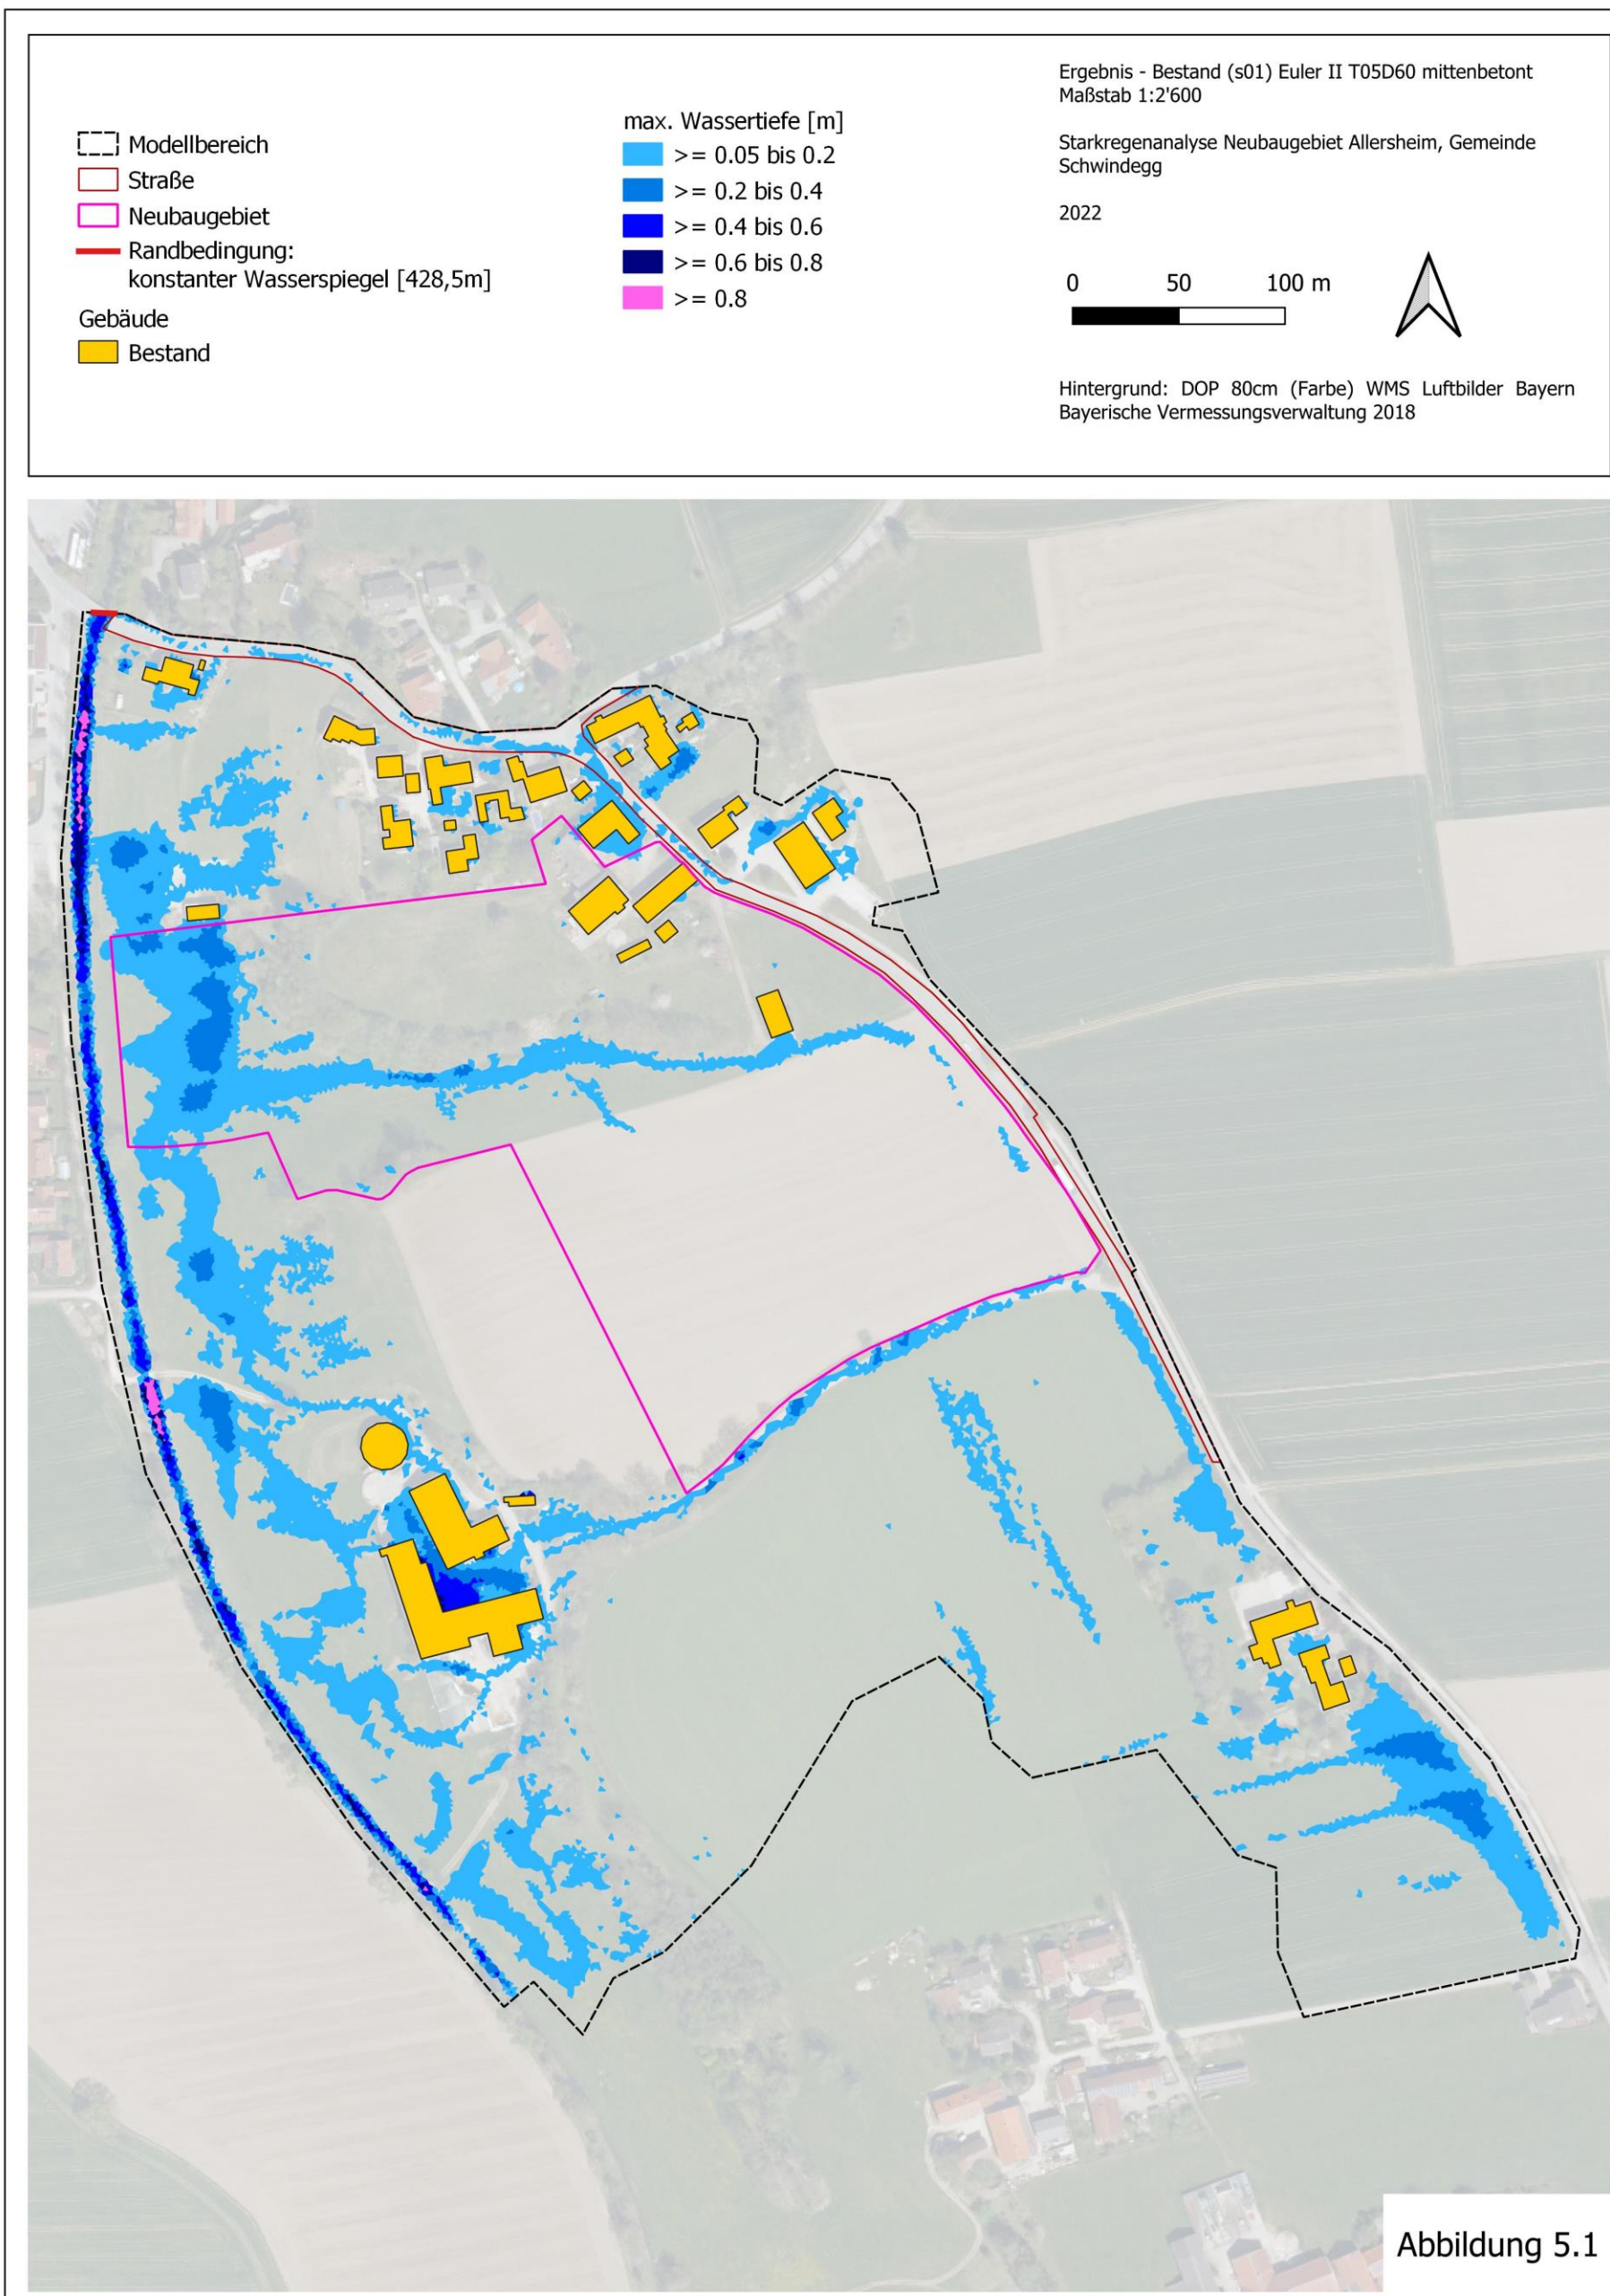 Modellbereich
Straße
Neubaugebiet
Randbedingung:
konstanter Wasserspiegel [428,5m]
Gebäude
Bestand
max. Wassertiefe [m]
>= 0.05 bis 0.2
>= 0.2 bis 0.4
>= 0.4 bis 0.6
>= 0.6 bis 0.8
>= 0.8
Ergebnis - Bestand (s01) Euler II T05D60 mittenbetont
Maßstab 1:2'600
Starkregenanalyse Neubaugebiet Allersheim, Gemeinde
Schwindegg
2022
0 50 100 m
Hintergrund: DOP 80cm (Farbe) WMS Luftbilder Bayern
Bayerische Vermessungsverwaltung 2018
Abbildung 5.1